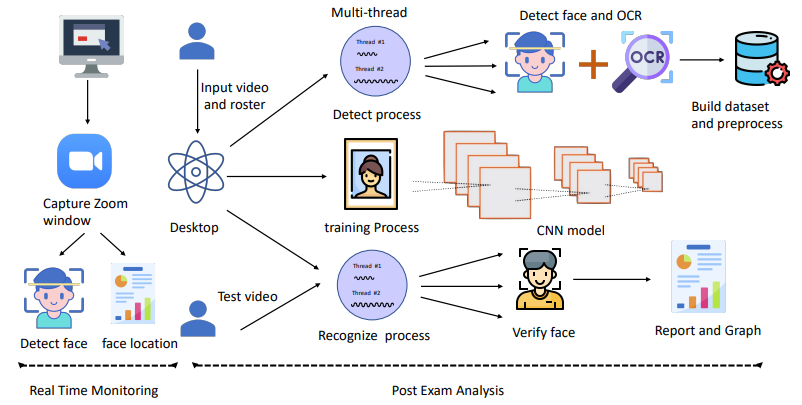 Multi-thread
Detect face and OCR
Thread #1
Thread #2
OCR
Input video
and roster
Detect process
Build dataset
and preprocess
Capture Zoom
window
Desktop
training Process
CNN model
Thread #1
Thread #2
Test video
Detect face
face location
Recognize process
Verify face
Report and Graph
Real Time Monitoring
Post Exam Analysis